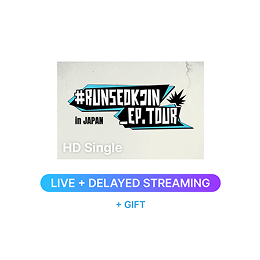 #RUNSEOKJIN
_EP.TOUR
in JAPAN
HD Single
LIVE + DELAYED STREAMING
+ GIFT